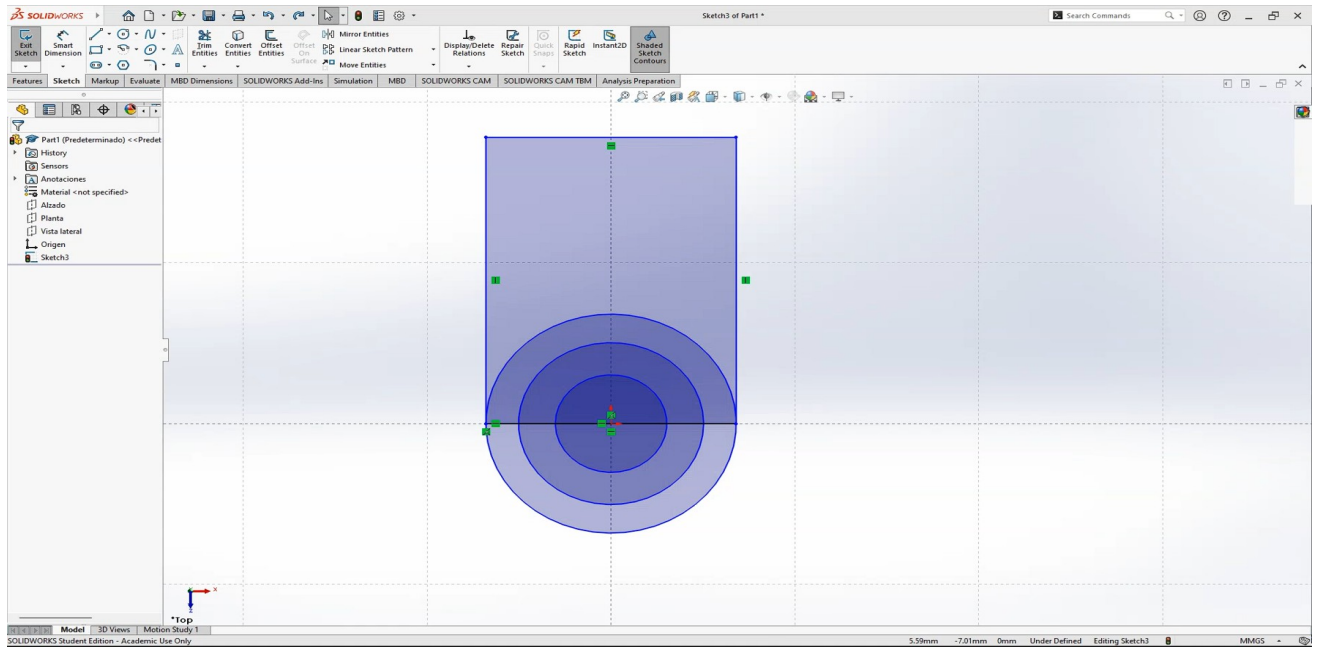 SOLIDWORKS
Sketch3 of Part1 *
Search Commands
Exit Sketch
Smart Dimension
Trim Entities
Convert Entities
Offset Entities
Offset On Surface
Mirror Entities
Linear Sketch Pattern
Move Entities
Display/Delete Relations
Repair Sketch
Quick Snaps
Rapid Sketch
Instant2D
Shaded Sketch Contours
Features Sketch Markup Evaluate MBD Dimensions SOLIDWORKS Add-Ins Simulation MBD SOLIDWORKS CAM SOLIDWORKS CAM TBM Analysis Preparation
Part1 (Predeterminado) <<Predet
History
Sensors
Anotaciones
Material <not specified>
Alzado
Planta
Vista lateral
Origen
Sketch3
x
z
*Top
Model 3D Views Motion Study 1
SOLIDWORKS Student Edition - Academic Use Only 5.59mm -7.01mm 0mm Under Defined Editing Sketch3 MMGS